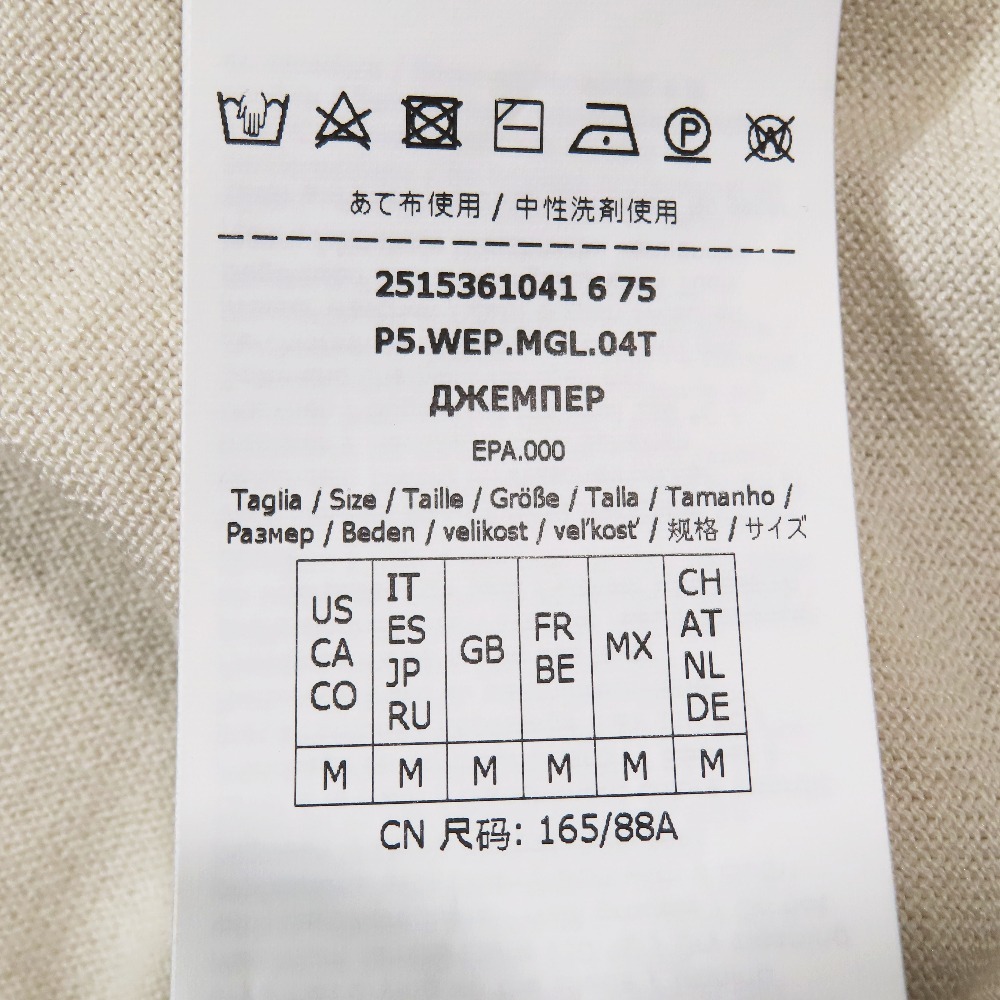 P
W
あて布使用 / 中性洗剤使用
2515361041 6 75
P5.WEP.MGL.04T
ДЖЕМПЕР
EPA.000
Taglia / Size / Taille / Größe / Talla / Tamanho /
Размер / Beden / velikost / veľkosť / 规格 / サイズ
US CA CO
IT ES JP RU
GB
FR BE
MX
CH AT NL DE
M M M M M M
CN 尺码: 165/88A